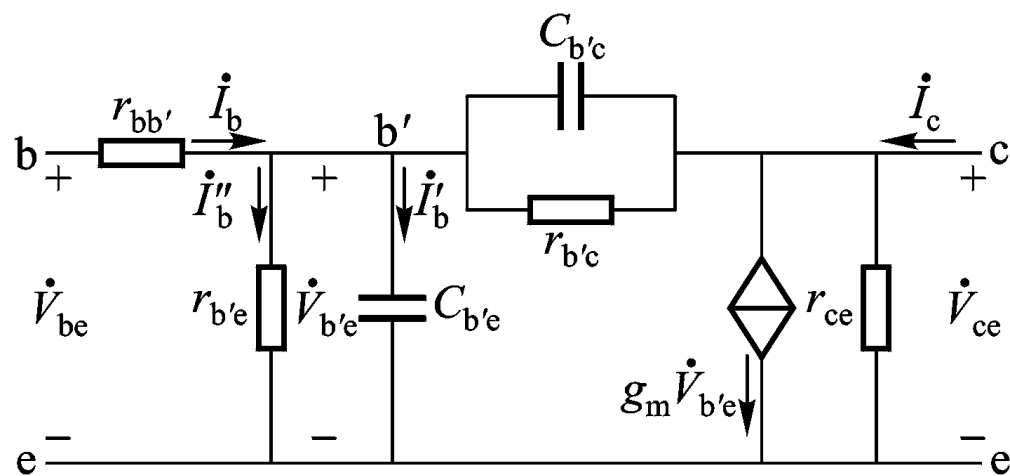 C_b′c
r_bb′ İ_b b′ İ_c
b c
+ + +
İ″_b İ′_b
r_b′c
V̇_be r_b′e V̇_b′e C_b′e r_ce V̇_ce
g_m V̇_b′e
− − −
e e